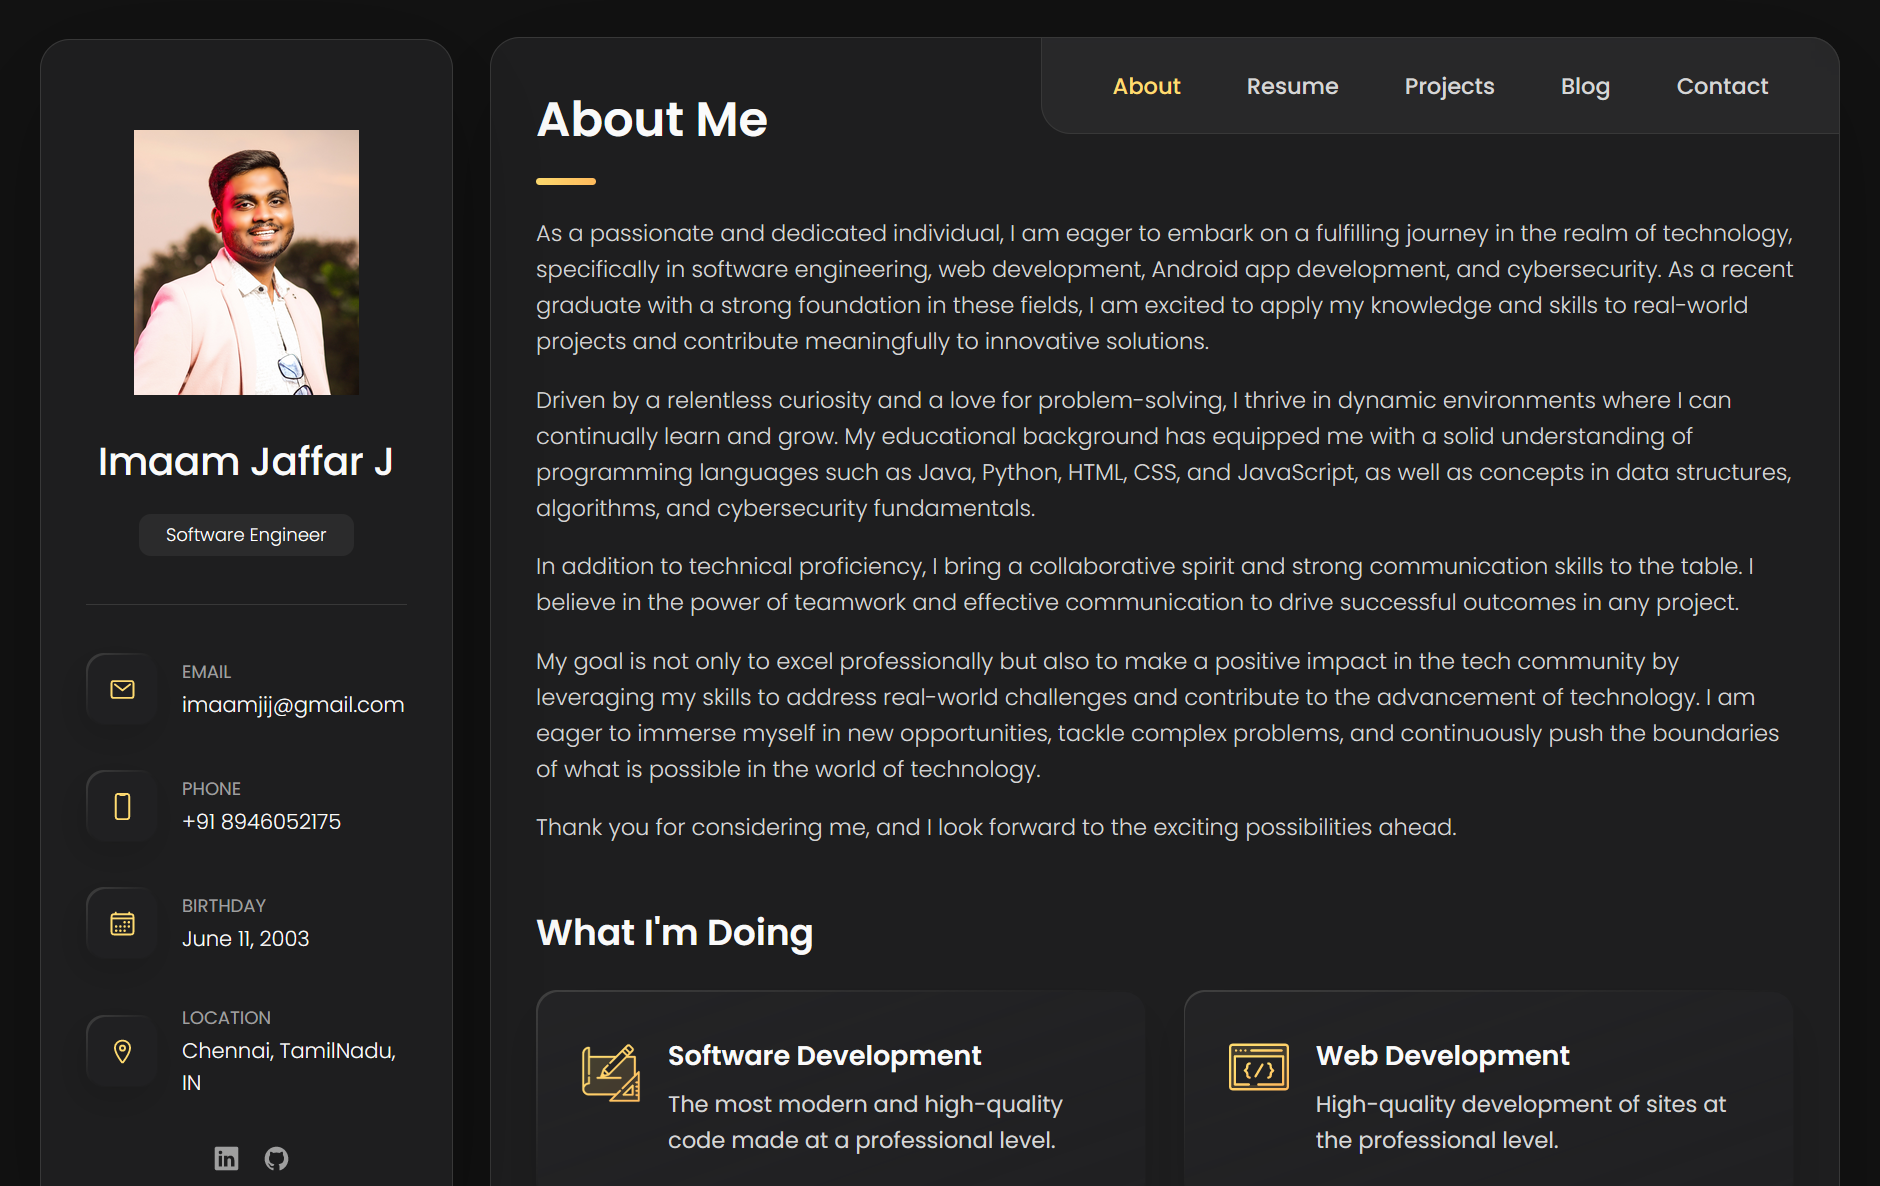 Imaam Jaffar J
Software Engineer
EMAIL
imaamjij@gmail.com
PHONE
+91 8946052175
BIRTHDAY
June 11, 2003
LOCATION
Chennai, TamilNadu,
IN
About
Resume
Projects
Blog
Contact
About Me
As a passionate and dedicated individual, I am eager to embark on a fulfilling journey in the realm of technology,
specifically in software engineering, web development, Android app development, and cybersecurity. As a recent
graduate with a strong foundation in these fields, I am excited to apply my knowledge and skills to real-world
projects and contribute meaningfully to innovative solutions.
Driven by a relentless curiosity and a love for problem-solving, I thrive in dynamic environments where I can
continually learn and grow. My educational background has equipped me with a solid understanding of
programming languages such as Java, Python, HTML, CSS, and JavaScript, as well as concepts in data structures,
algorithms, and cybersecurity fundamentals.
In addition to technical proficiency, I bring a collaborative spirit and strong communication skills to the table. I
believe in the power of teamwork and effective communication to drive successful outcomes in any project.
My goal is not only to excel professionally but also to make a positive impact in the tech community by
leveraging my skills to address real-world challenges and contribute to the advancement of technology. I am
eager to immerse myself in new opportunities, tackle complex problems, and continuously push the boundaries
of what is possible in the world of technology.
Thank you for considering me, and I look forward to the exciting possibilities ahead.
What I'm Doing
Software Development
The most modern and high-quality
code made at a professional level.
Web Development
High-quality development of sites at
the professional level.